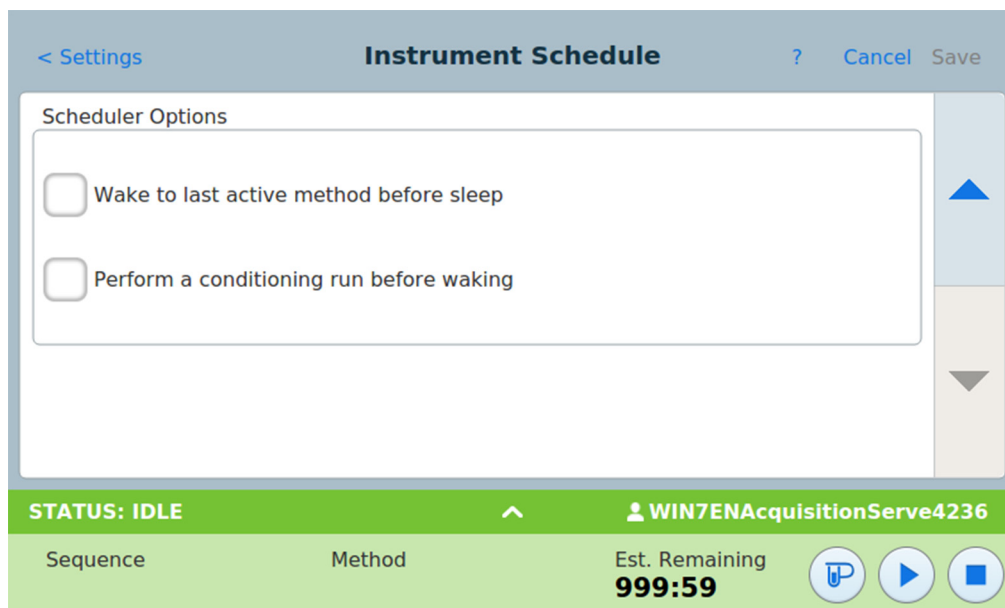 < Settings Instrument Schedule ? Cancel Save
Scheduler Options
Wake to last active method before sleep
Perform a conditioning run before waking
STATUS: IDLE WIN7ENAcquisitionServe4236
Sequence Method Est. Remaining
999:59